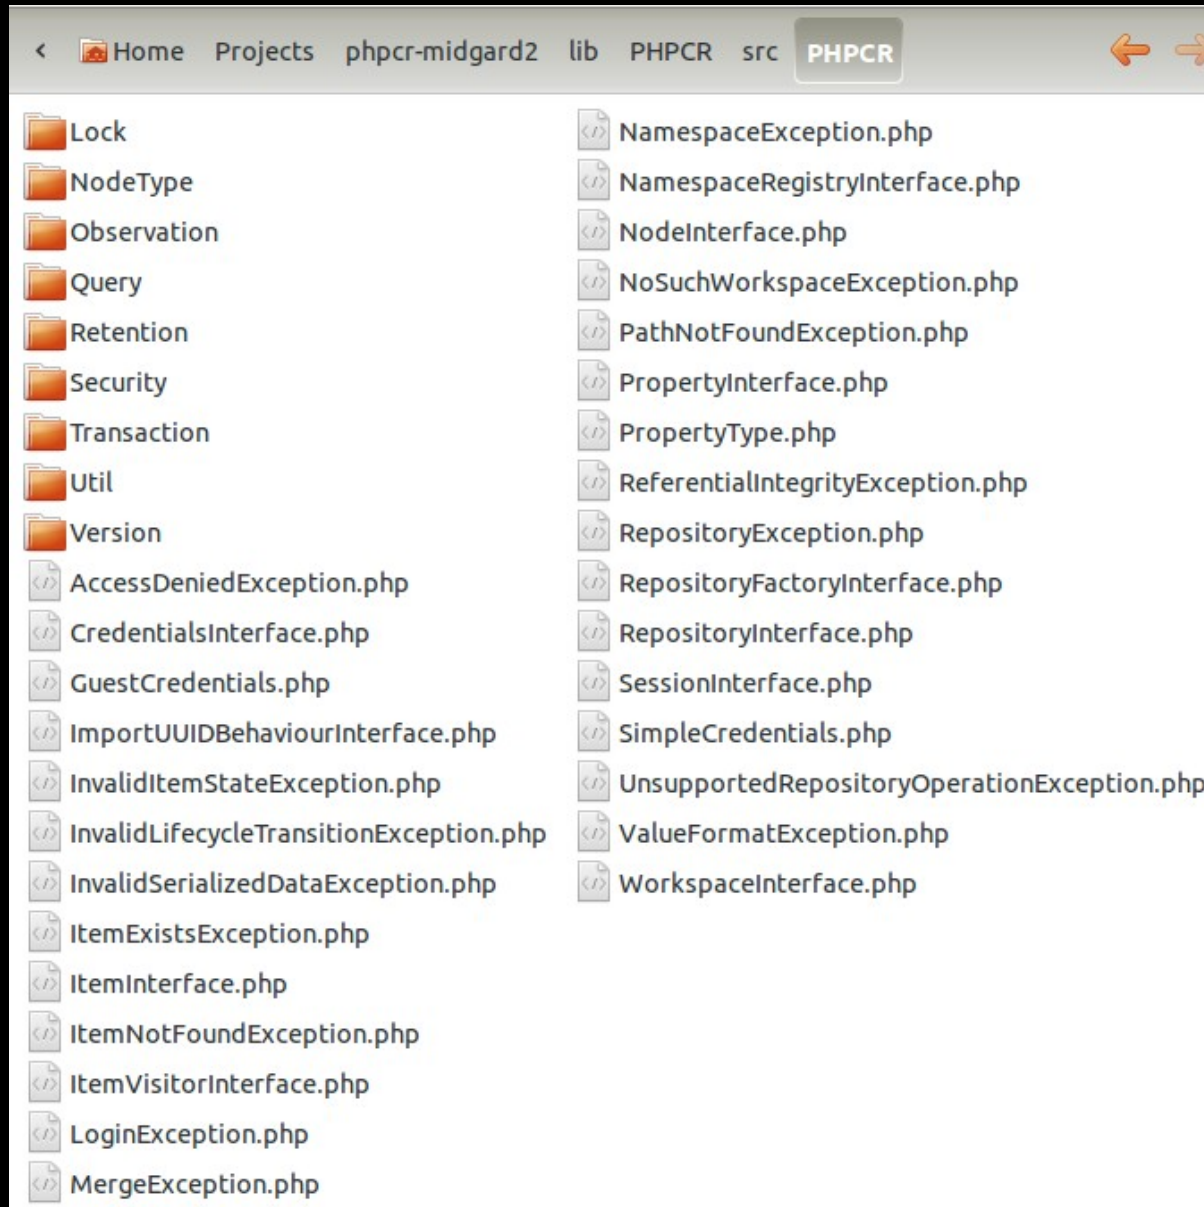 Home Projects phpcr-midgard2 lib PHPCR src PHPCR
Lock
NodeType
Observation
Query
Retention
Security
Transaction
Util
Version
AccessDeniedException.php
CredentialsInterface.php
GuestCredentials.php
ImportUUIDBehaviourInterface.php
InvalidItemStateException.php
InvalidLifecycleTransitionException.php
InvalidSerializedDataException.php
ItemExistsException.php
ItemInterface.php
ItemNotFoundException.php
ItemVisitorInterface.php
LoginException.php
MergeException.php
NamespaceException.php
NamespaceRegistryInterface.php
NodeInterface.php
NoSuchWorkspaceException.php
PathNotFoundException.php
PropertyInterface.php
PropertyType.php
ReferentialIntegrityException.php
RepositoryException.php
RepositoryFactoryInterface.php
RepositoryInterface.php
SessionInterface.php
SimpleCredentials.php
UnsupportedRepositoryOperationException.php
ValueFormatException.php
WorkspaceInterface.php